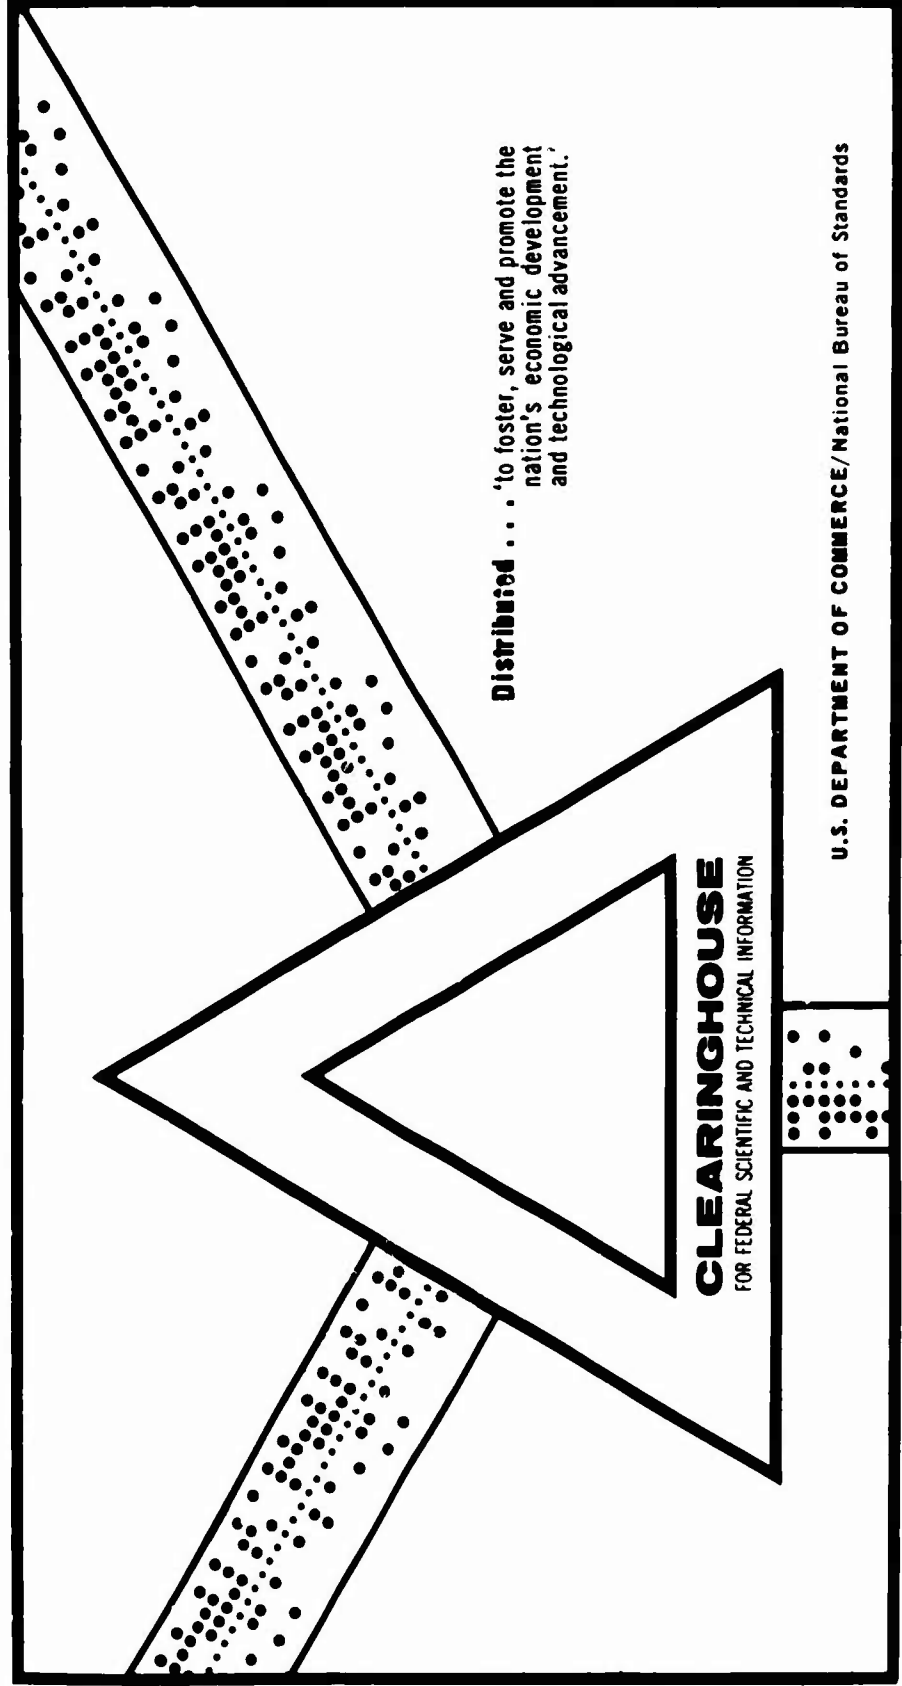 Distributed . . . 'to foster, serve and promote the
nation's economic development
and technological advancement.'
CLEARINGHOUSE
FOR FEDERAL SCIENTIFIC AND TECHNICAL INFORMATION
U.S. DEPARTMENT OF COMMERCE/National Bureau of Standards